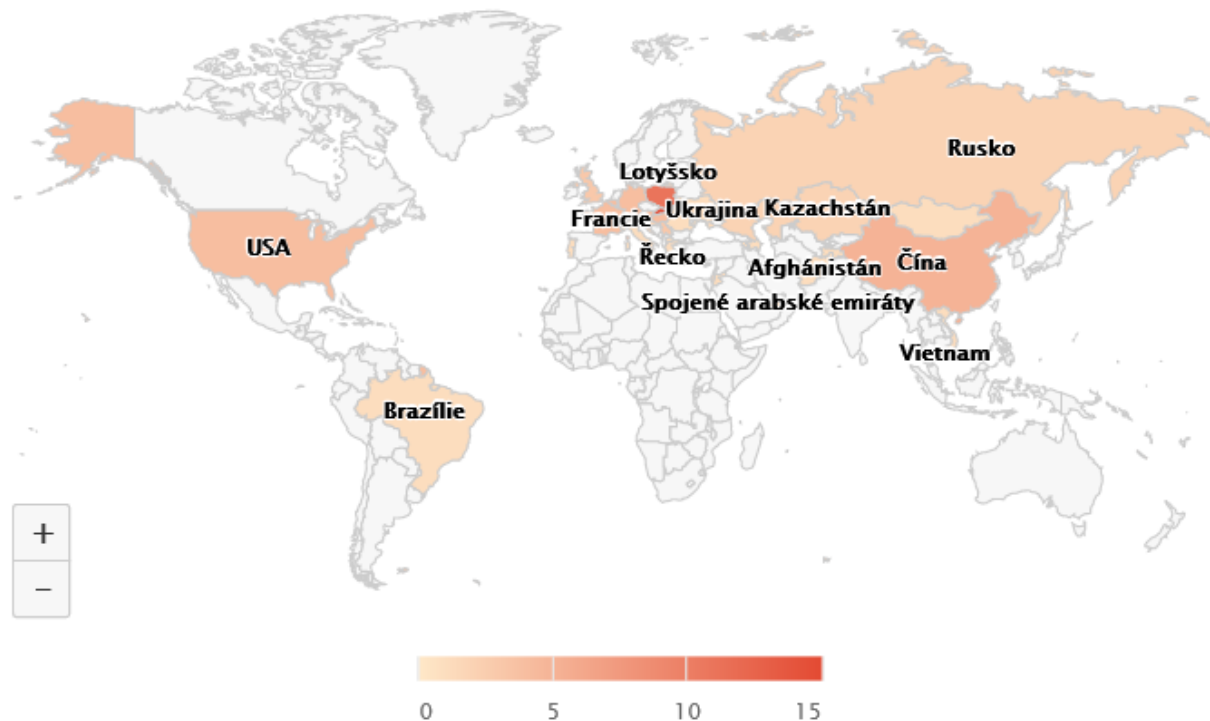 Rusko
Lotyšsko
Francie
Ukrajina
Kazachstán
USA
Řecko
Afghánistán
Čína
Spojené arabské emiráty
Vietnam
Brazílie
+
−
0
5
10
15